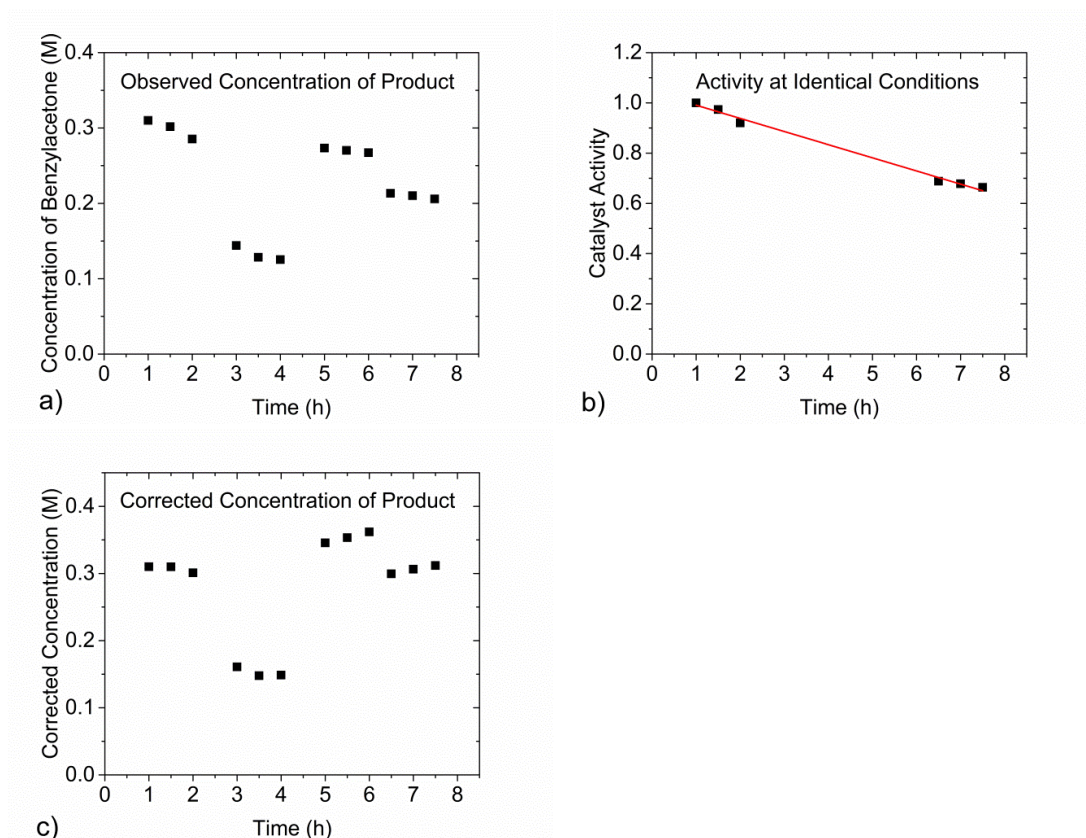 Observed Concentration of Product
Concentration of Benzylacetone (M)
0.4
0.3
0.2
0.1
0.0
0 1 2 3 4 5 6 7 8
Time (h)
a)
Activity at Identical Conditions
Catalyst Activity
1.2
1.0
0.8
0.6
0.4
0.2
0.0
0 1 2 3 4 5 6 7 8
Time (h)
b)
Corrected Concentration of Product
Corrected Concentration (M)
0.4
0.3
0.2
0.1
0.0
0 1 2 3 4 5 6 7 8
Time (h)
c)